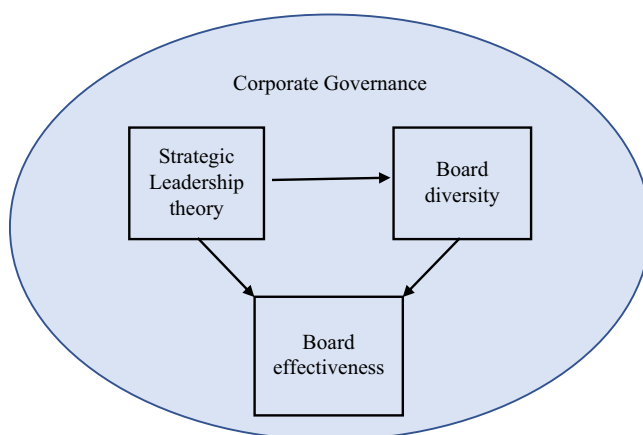 Corporate Governance
Strategic
Leadership
theory
Board
diversity
Board
effectiveness